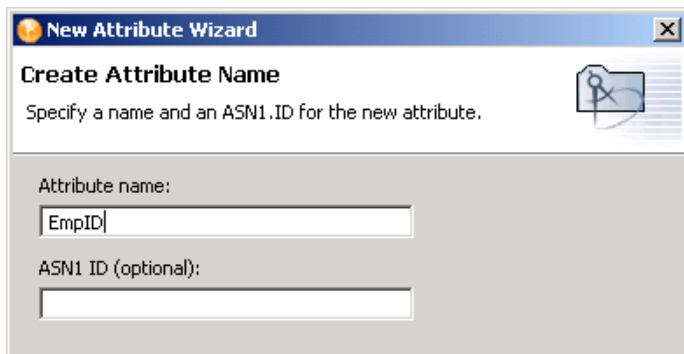 New Attribute Wizard
Create Attribute Name
Specify a name and an ASN1.ID for the new attribute.
Attribute name:
EmpID
ASN1 ID (optional):